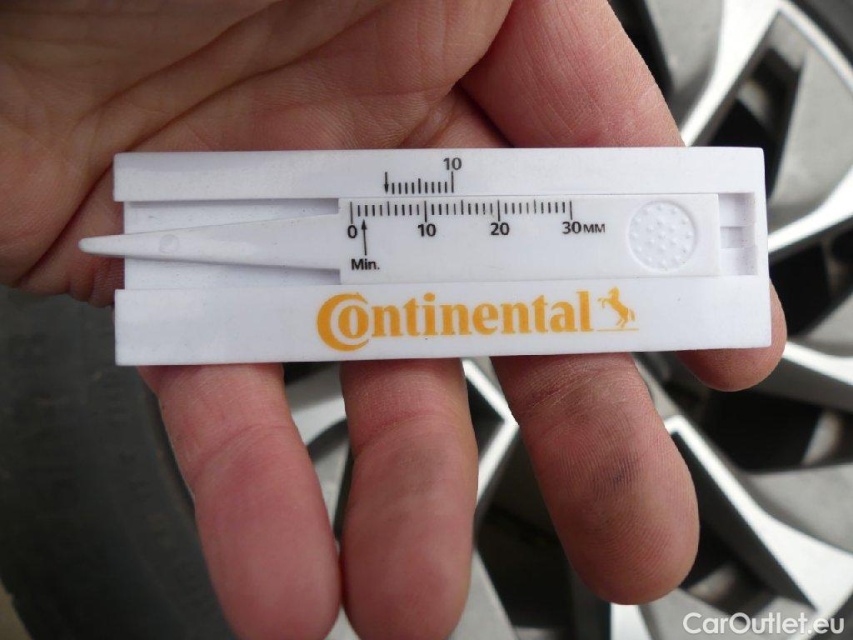 10
0 10 20 30MM
Min.
Continental
CarOutlet.eu